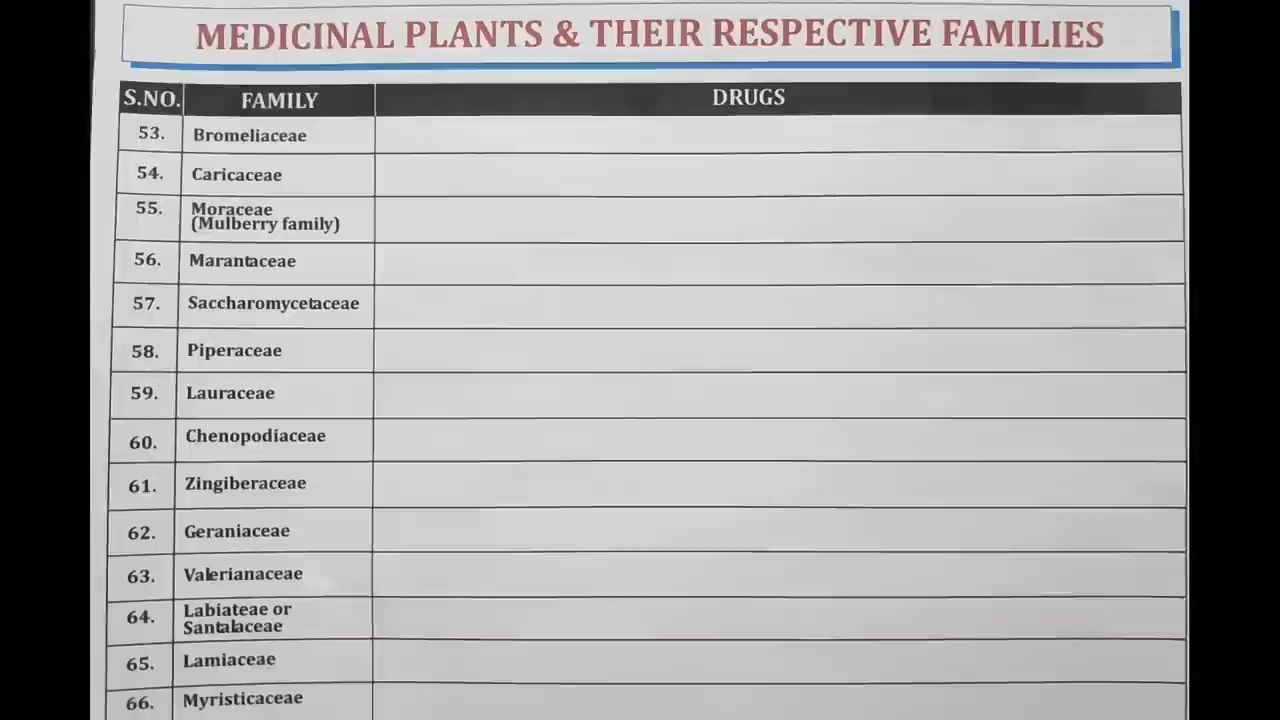 MEDICINAL PLANTS & THEIR RESPECTIVE FAMILIES
S.NO. FAMILY DRUGS
53. Bromeliaceae
54. Caricaceae
55. Moraceae
(Mulberry family)
56. Marantaceae
57. Saccharomycetaceae
58. Piperaceae
59. Lauraceae
60. Chenopodiaceae
61. Zingiberaceae
62. Geraniaceae
63. Valerianaceae
64. Labiateae or
Santalaceae
65. Lamiaceae
66. Myristicaceae